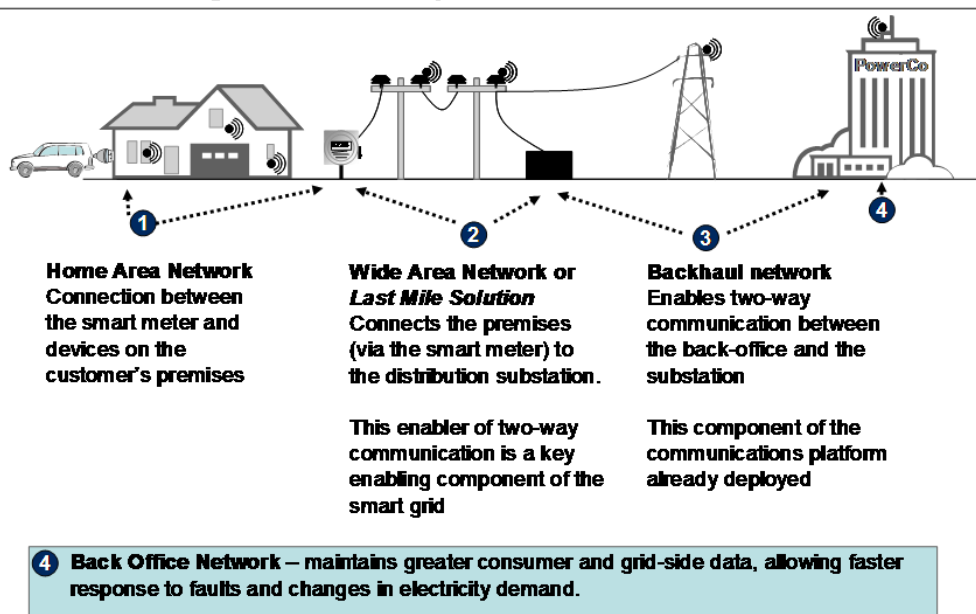 PowerCo
1
2
3
4
Home Area Network
Connection between
the smart meter and
devices on the
customer's premises
Wide Area Network or
Last Mile Solution
Connects the premises
(via the smart meter) to
the distribution substation.
This enabler of two-way
communication is a key
enabling component of the
smart grid
Backhaul network
Enables two-way
communication between
the back-office and the
substation
This component of the
communications platform
already deployed
4 Back Office Network – maintains greater consumer and grid-side data, allowing faster
response to faults and changes in electricity demand.